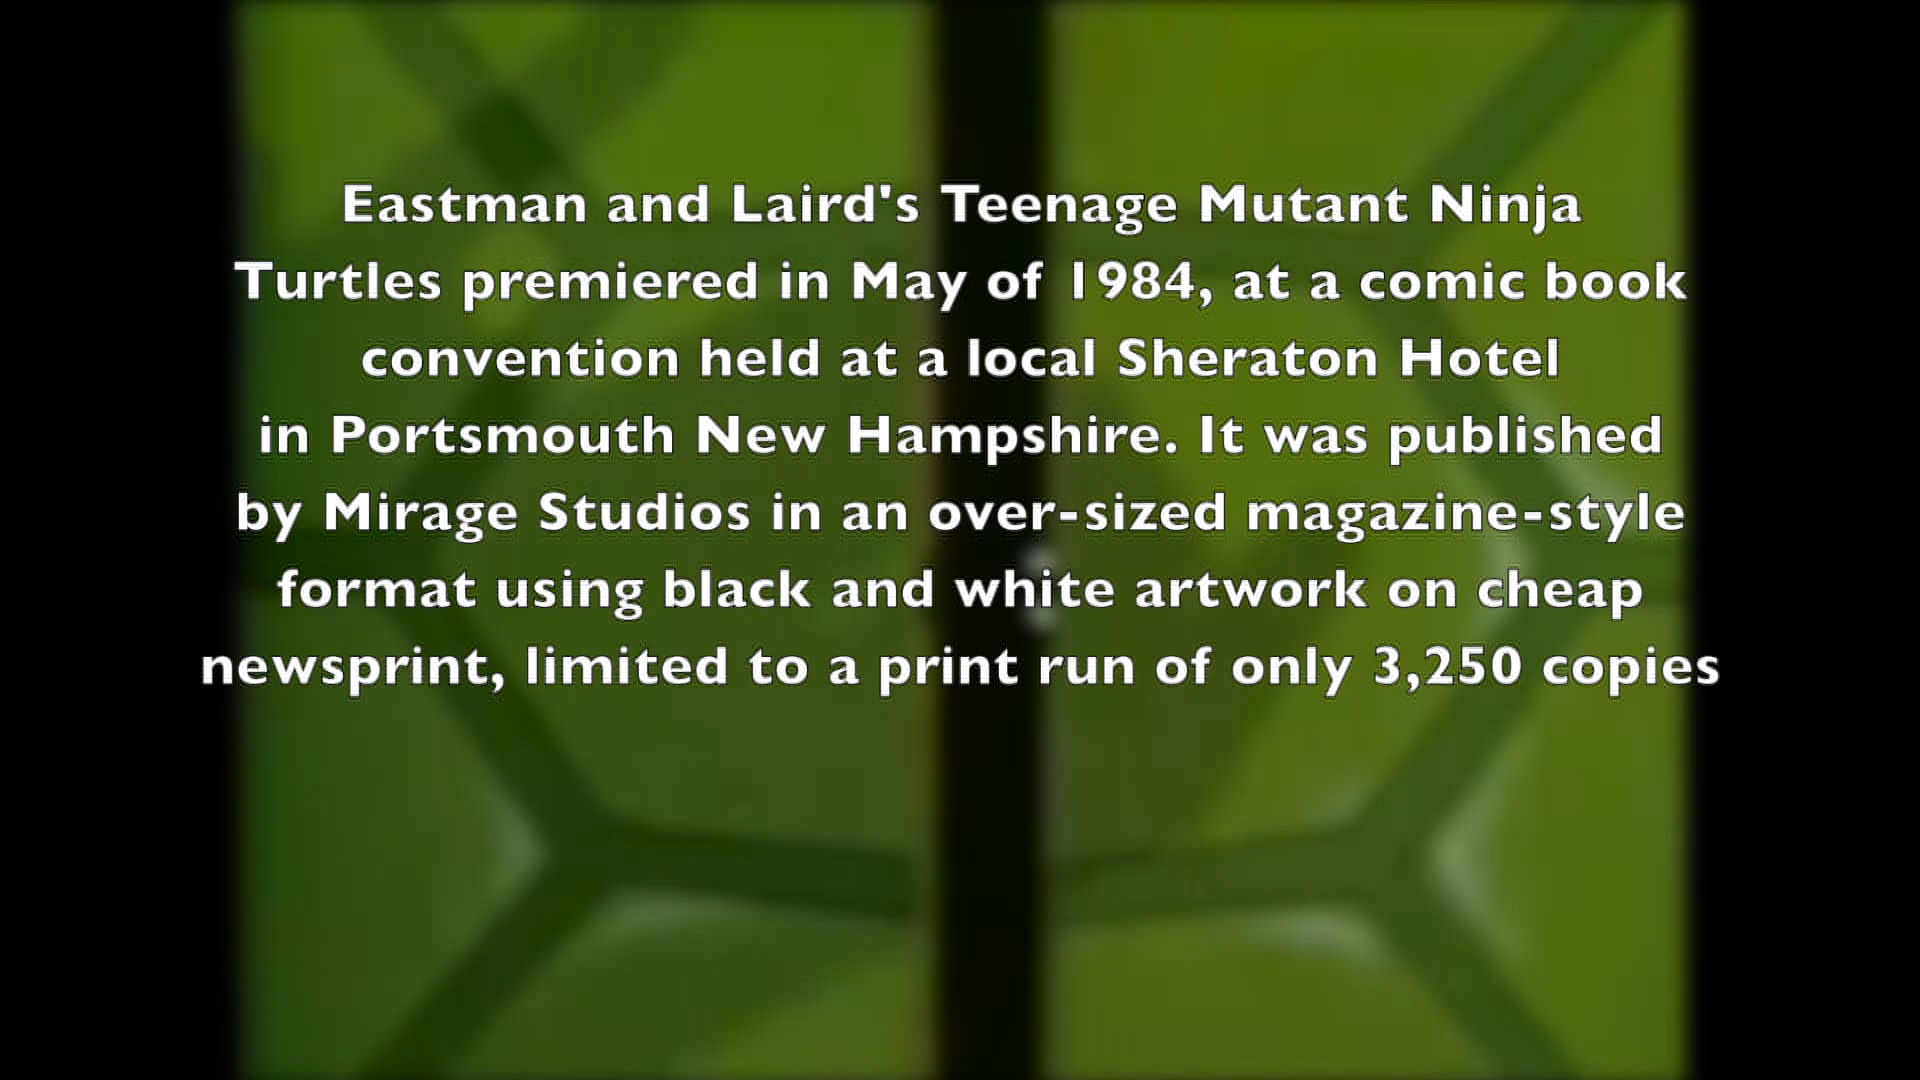 Eastman and Laird's Teenage Mutant Ninja
Turtles premiered in May of 1984, at a comic book
convention held at a local Sheraton Hotel
in Portsmouth New Hampshire. It was published
by Mirage Studios in an over-sized magazine-style
format using black and white artwork on cheap
newsprint, limited to a print run of only 3,250 copies